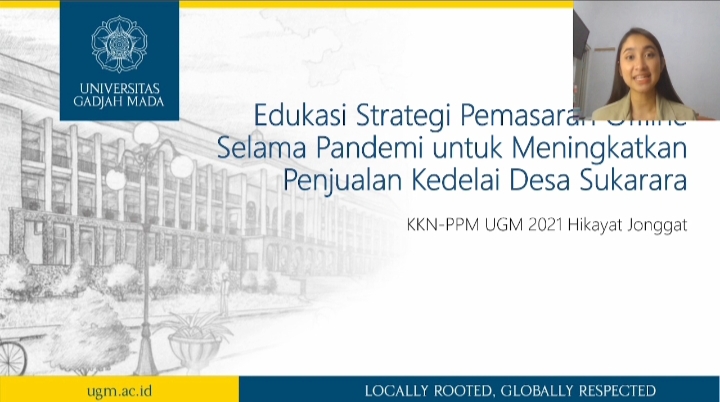 UNIVERSITAS
GADJAH MADA
Edukasi Strategi Pemasaran Online
Selama Pandemi untuk Meningkatkan
Penjualan Kedelai Desa Sukarara
KKN-PPM UGM 2021 Hikayat Jonggat
ugm.ac.id
LOCALLY ROOTED, GLOBALLY RESPECTED